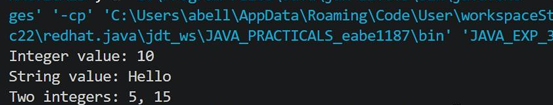 ges' '-cp' 'C:\Users\abell\AppData\Roaming\Code\User\workspaceSt
c22\redhat.java\jdt_ws\JAVA_PRACTICALS_eabe1187\bin' 'JAVA_EXP_3
Integer value: 10
String value: Hello
Two integers: 5, 15